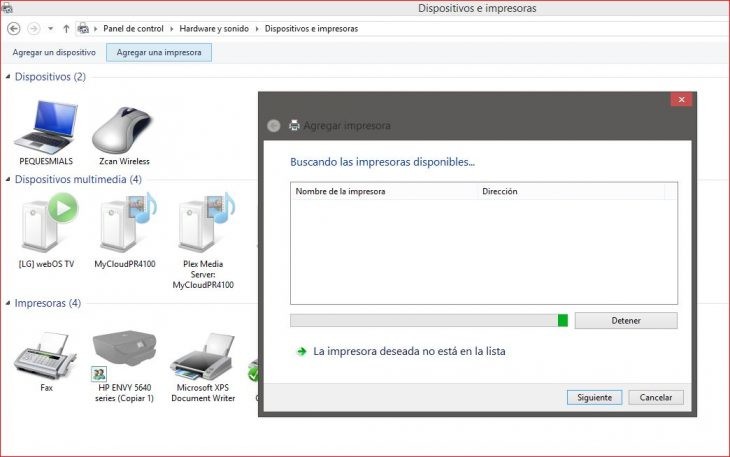 Dispositivos e impresoras
Panel de control
Hardware y sonido
Dispositivos e impresoras
Agregar un dispositivo
Agregar una impresora
Dispositivos (2)
PEQUESMIALS
Zcan Wireless
Dispositivos multimedia (4)
[LG] webOS TV
MyCloudPR4100
Plex Media
Server:
MyCloudPR4100
Impresoras (4)
Fax
HP ENVY 5640
series (Copiar 1)
Microsoft XPS
Document Writer
Agregar impresora
Buscando las impresoras disponibles...
Nombre de la impresora
Dirección
Detener
La impresora deseada no está en la lista
Siguiente
Cancelar